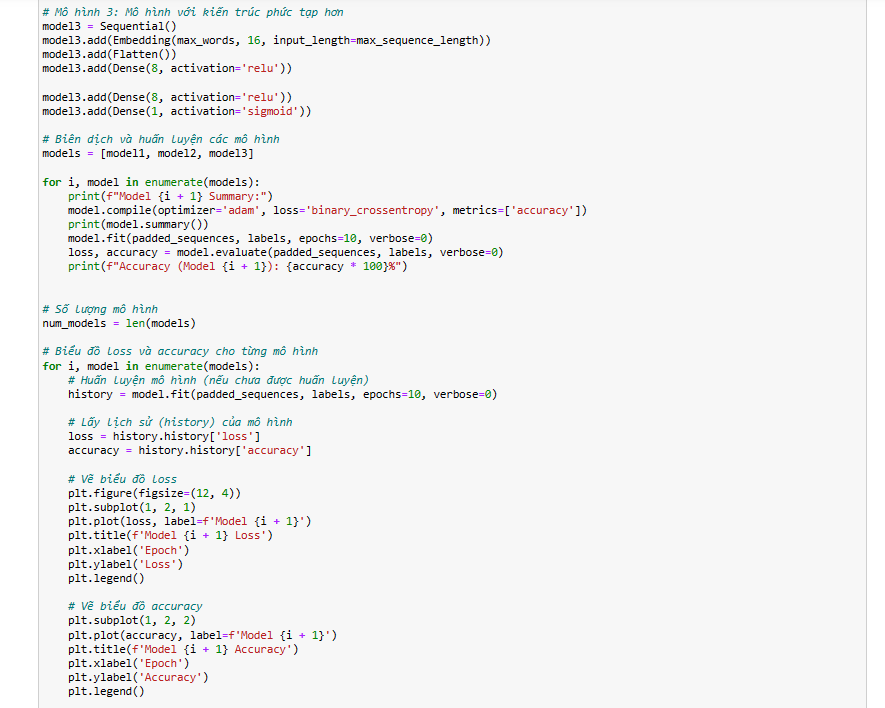 # Mô hình 3: Mô hình với kiến trúc phức tạp hơn
model3 = Sequential()
model3.add(Embedding(max_words, 16, input_length=max_sequence_length))
model3.add(Flatten())
model3.add(Dense(8, activation='relu'))

model3.add(Dense(8, activation='relu'))
model3.add(Dense(1, activation='sigmoid'))

# Biên dịch và huấn luyện các mô hình
models = [model1, model2, model3]

for i, model in enumerate(models):
    print(f"Model {i + 1} Summary:")
    model.compile(optimizer='adam', loss='binary_crossentropy', metrics=['accuracy'])
    print(model.summary())
    model.fit(padded_sequences, labels, epochs=10, verbose=0)
    loss, accuracy = model.evaluate(padded_sequences, labels, verbose=0)
    print(f"Accuracy (Model {i + 1}): {accuracy * 100}%")


# Số lượng mô hình
num_models = len(models)

# Biểu đồ loss và accuracy cho từng mô hình
for i, model in enumerate(models):
    # Huấn luyện mô hình (nếu chưa được huấn luyện)
    history = model.fit(padded_sequences, labels, epochs=10, verbose=0)

    # Lấy lịch sử (history) của mô hình
    loss = history.history['loss']
    accuracy = history.history['accuracy']

    # Vẽ biểu đồ loss
    plt.figure(figsize=(12, 4))
    plt.subplot(1, 2, 1)
    plt.plot(loss, label=f'Model {i + 1}')
    plt.title(f'Model {i + 1} Loss')
    plt.xlabel('Epoch')
    plt.ylabel('Loss')
    plt.legend()

    # Vẽ biểu đồ accuracy
    plt.subplot(1, 2, 2)
    plt.plot(accuracy, label=f'Model {i + 1}')
    plt.title(f'Model {i + 1} Accuracy')
    plt.xlabel('Epoch')
    plt.ylabel('Accuracy')
    plt.legend()